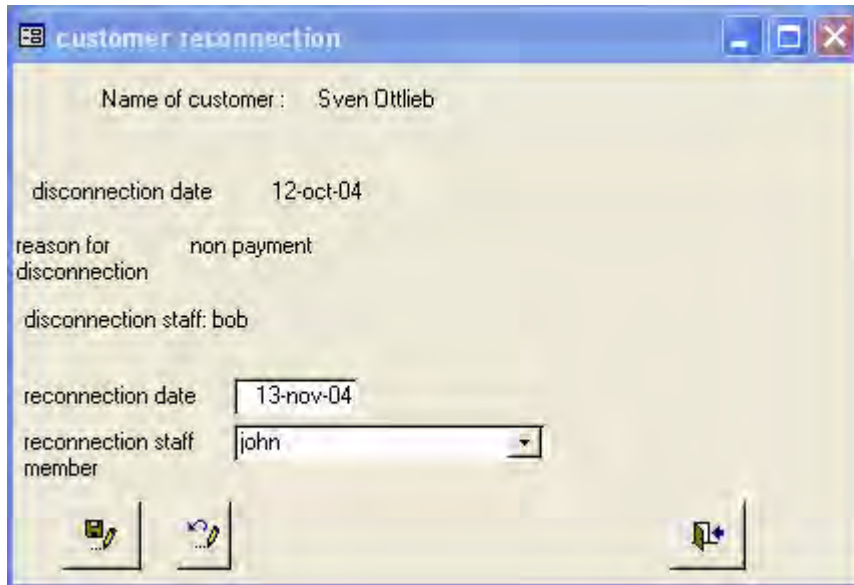 customer reconnection
Name of customer : Sven Ottlieb
disconnection date 12-oct-04
reason for non payment
disconnection
disconnection staff: bob
reconnection date 13-nov-04
reconnection staff john
member